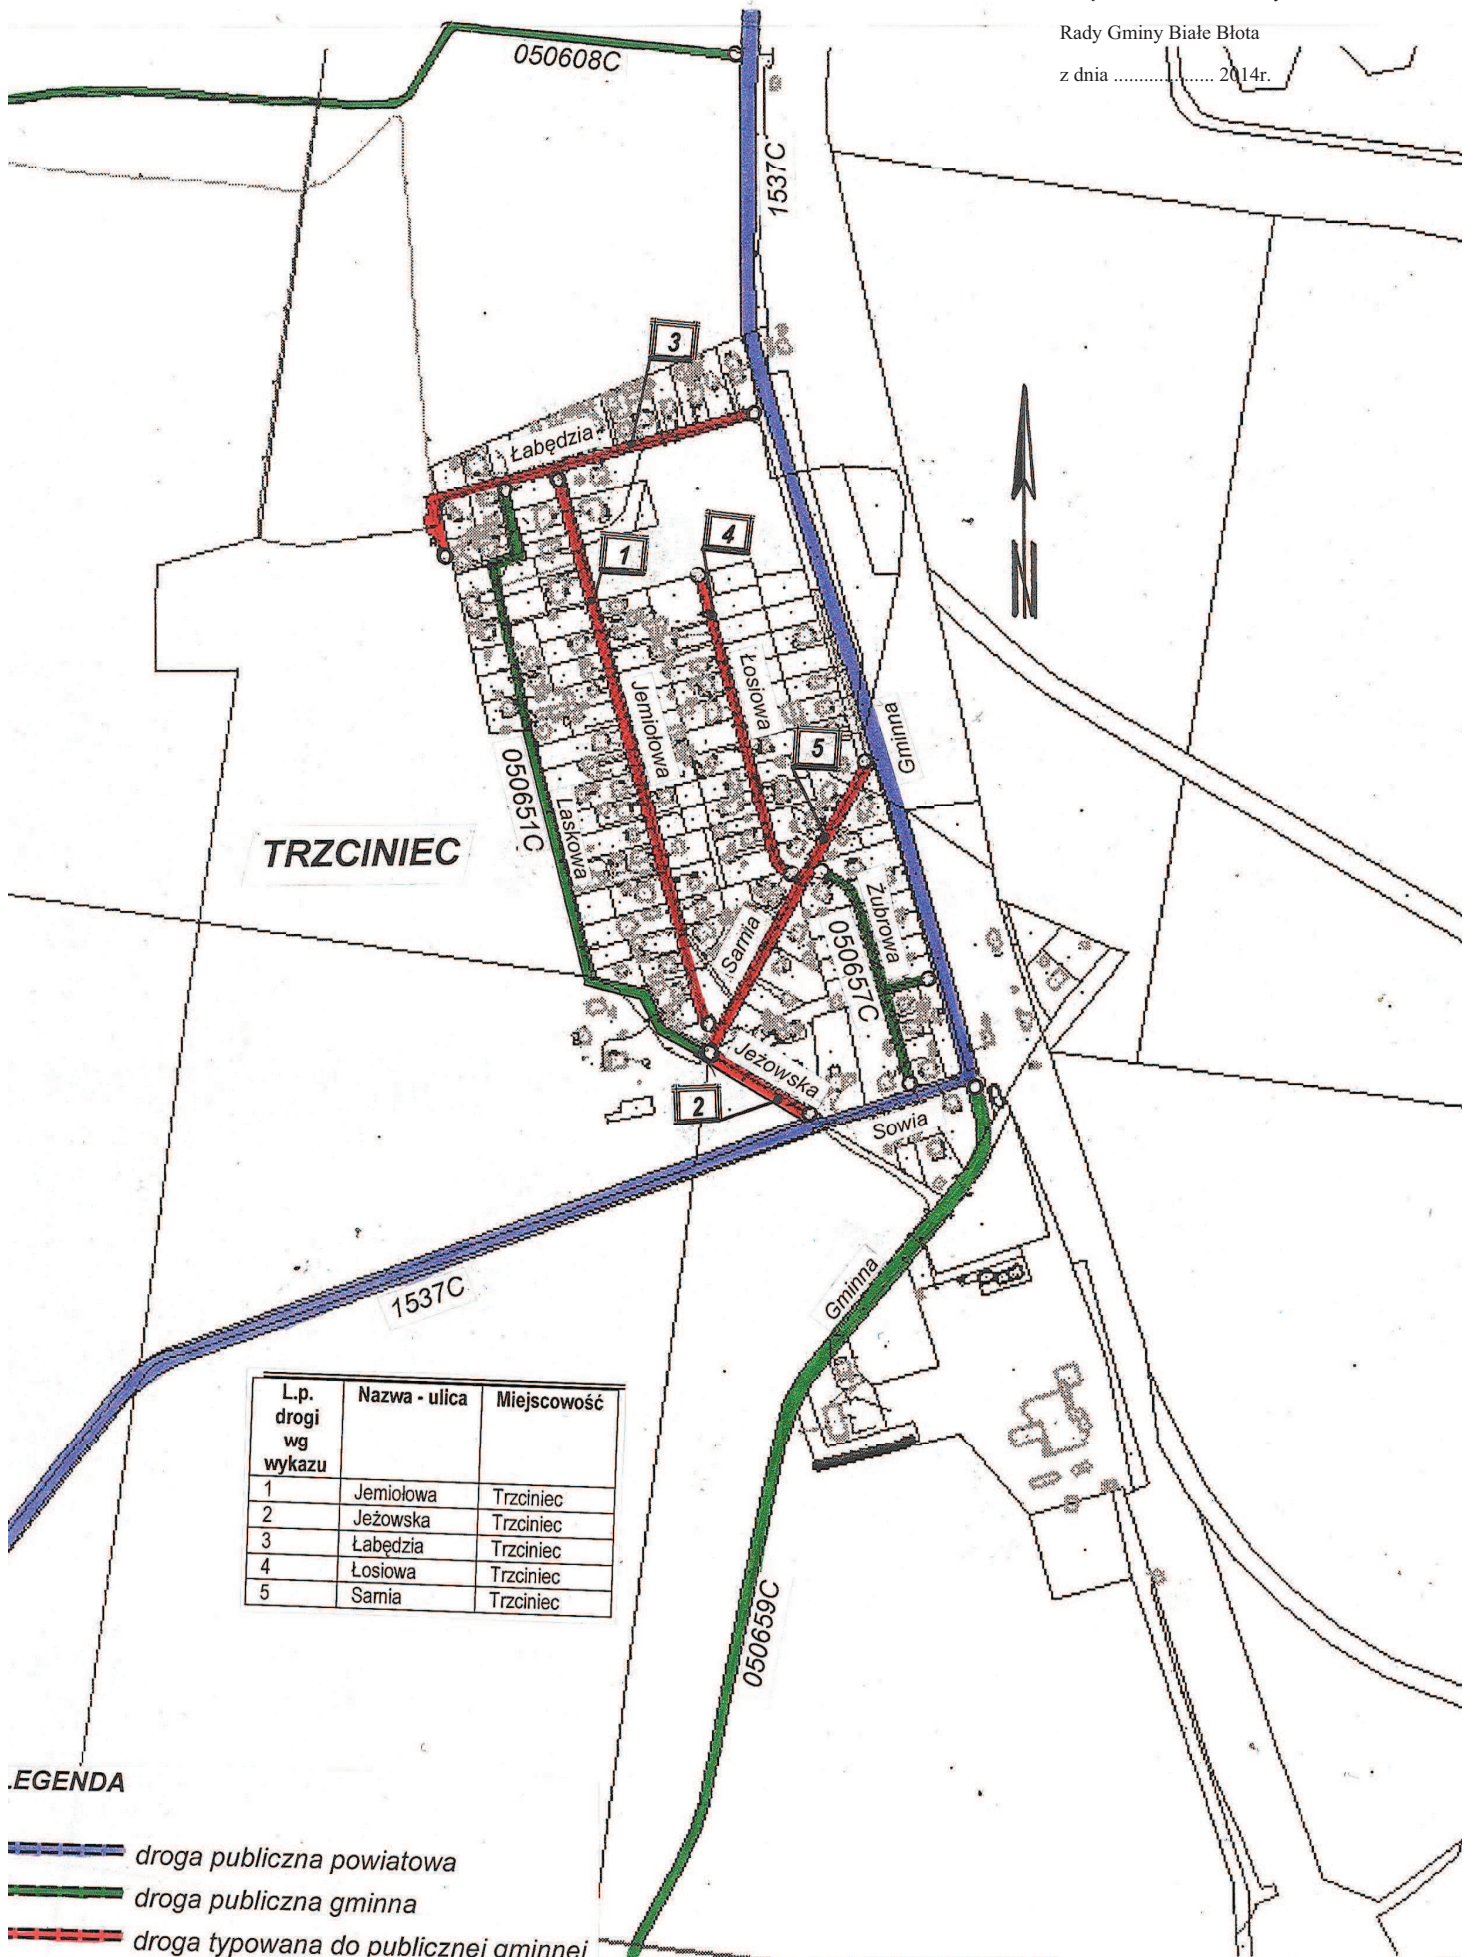 Rady Gminy Białe Błota
z dnia ................... 2014r.
050608C
1537C
3
Łabędzia
4
1
Łosiowa
Jemiołowa
Gminna
5
050651C
Laskowa
TRZCINIEC
Żubrowa
Sarnia
050657C
Jeżowska
2
Sowia
Gminna
1537C
L.p. drogi wg wykazu Nazwa - ulica Miejscowość
1 Jemiołowa Trzciniec
2 Jeżowska Trzciniec
3 Łabędzia Trzciniec
4 Łosiowa Trzciniec
5 Sarnia Trzciniec
050659C
N
.EGENDA
droga publiczna powiatowa
droga publiczna gminna
droga typowana do publicznej gminnej